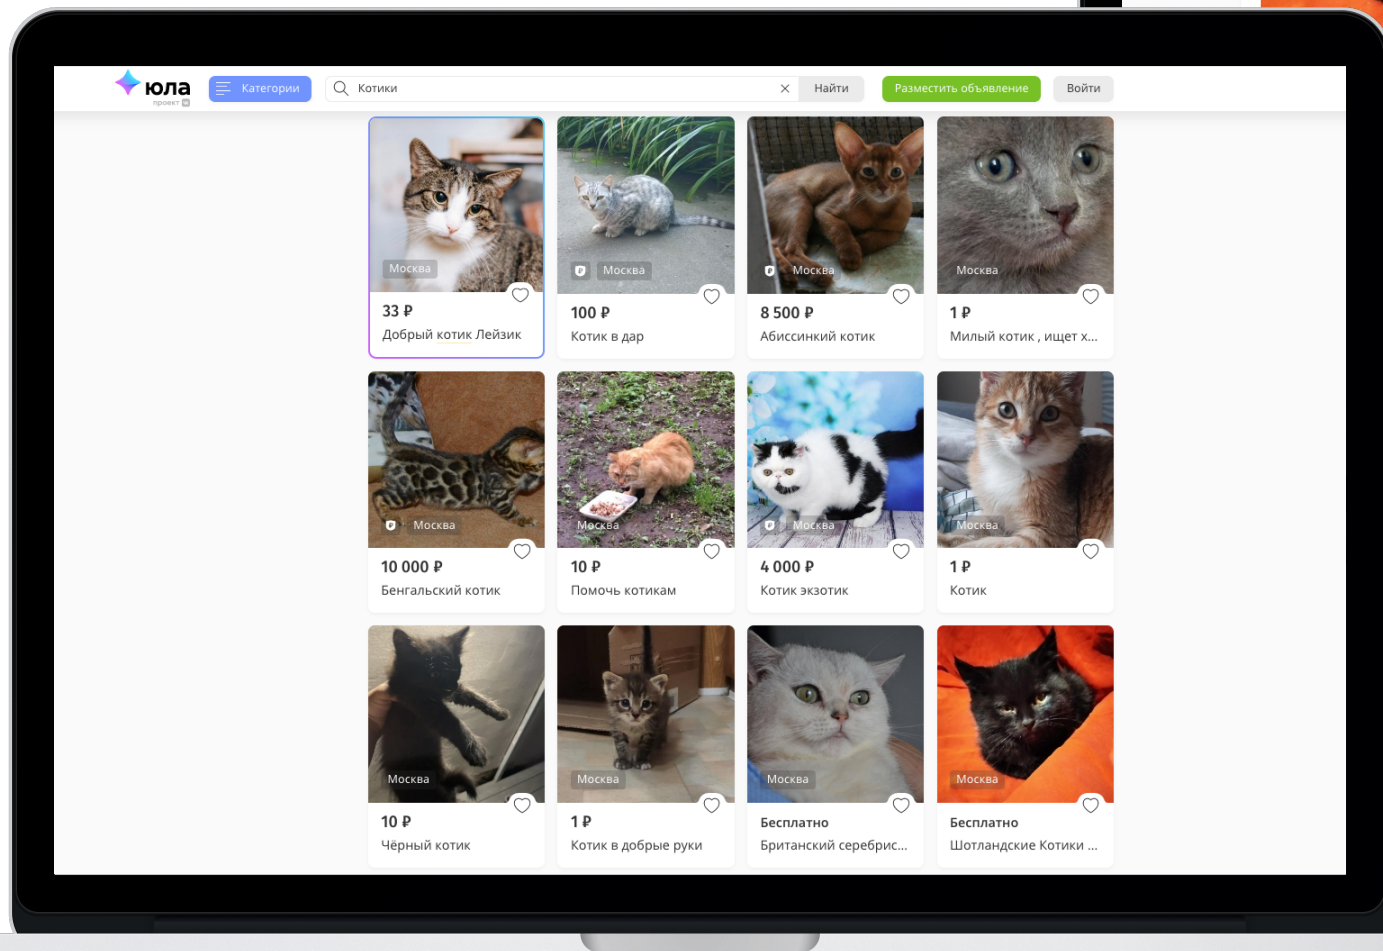 юла
проект
Категории
Котики
Найти
Разместить объявление
Войти
Москва
Москва
Москва
Москва
33 ₽
100 ₽
8 500 ₽
1 ₽
Добрый котик Лейзик
Котик в дар
Абиссинкий котик
Милый котик , ищет х...
Москва
Москва
Москва
Москва
10 000 ₽
10 ₽
4 000 ₽
1 ₽
Бенгальский котик
Помочь котикам
Котик экзотик
Котик
Москва
Москва
Москва
Москва
10 ₽
1 ₽
Бесплатно
Бесплатно
Чёрный котик
Котик в добрые руки
Британский серебрис...
Шотландские Котики ...